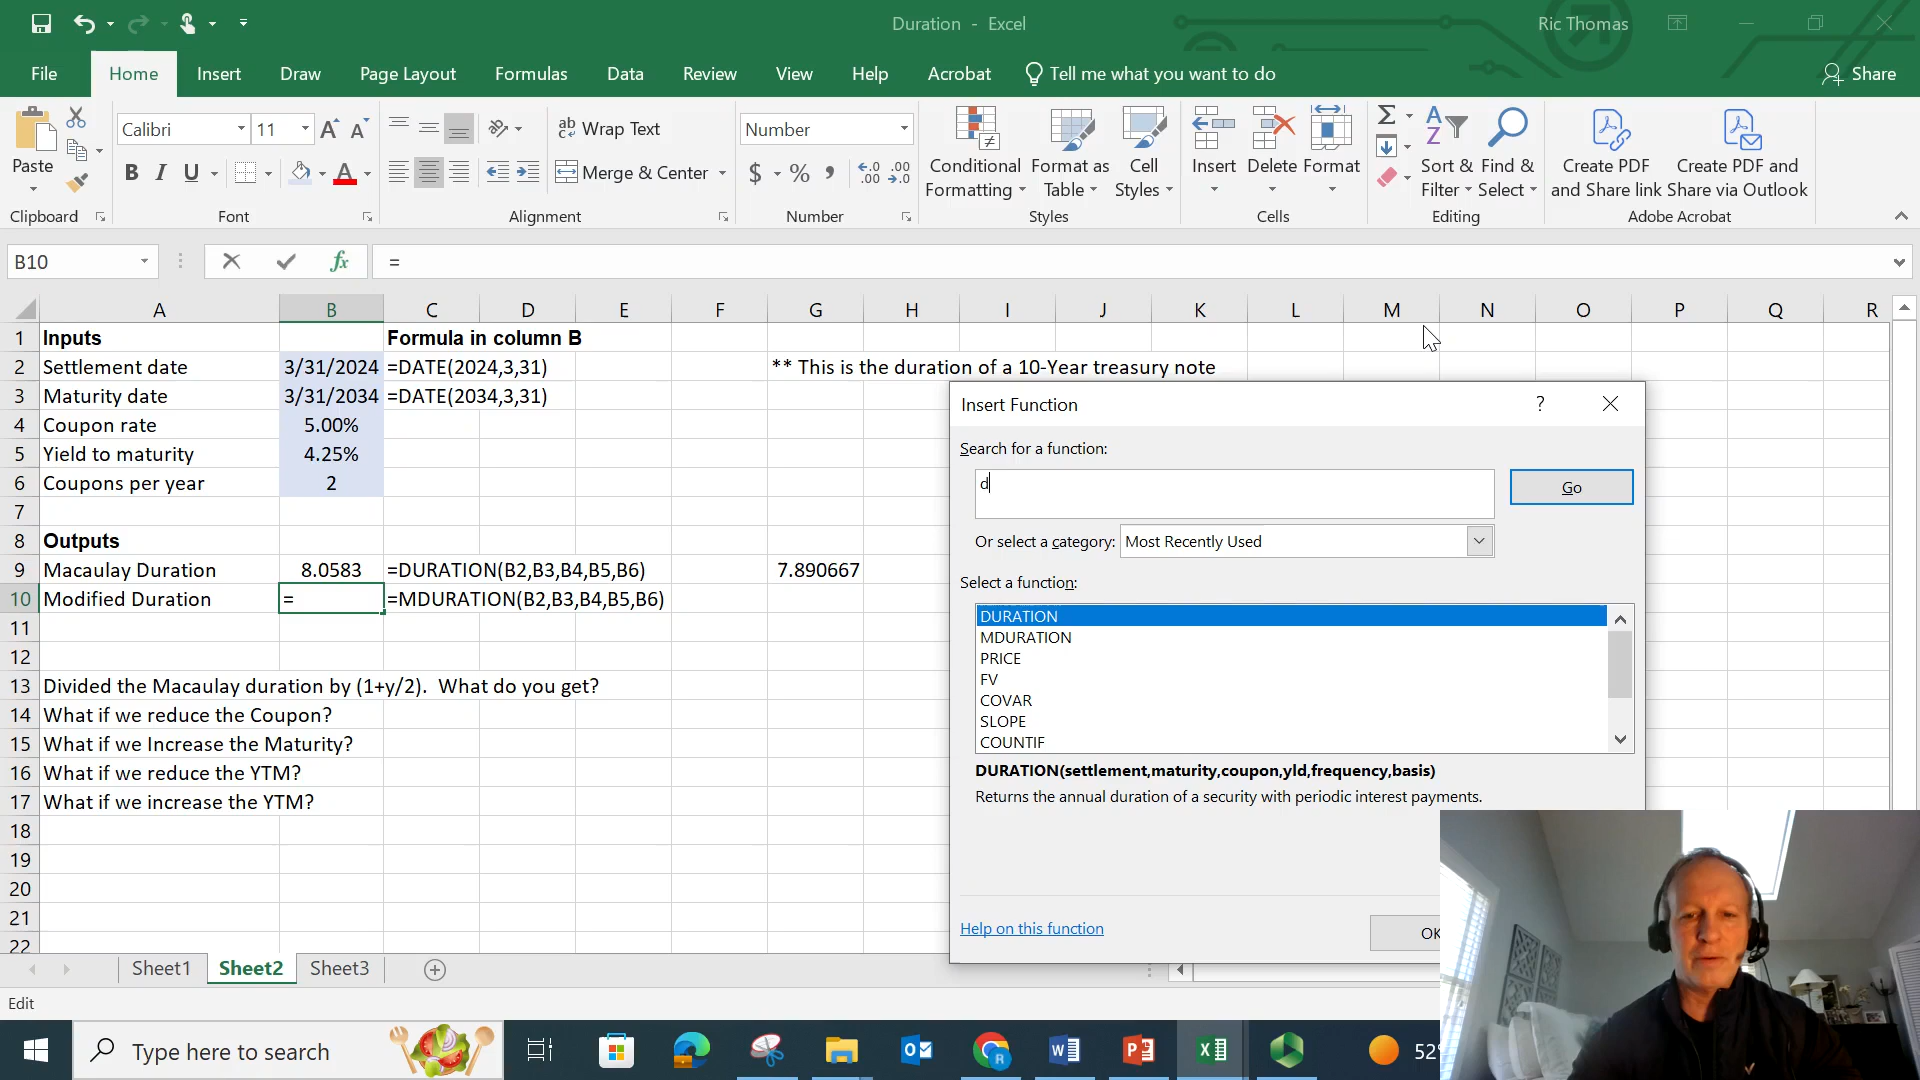 Duration - Excel
Ric Thomas
File Home Insert Draw Page Layout Formulas Data Review View Help Acrobat Tell me what you want to do Share
Calibri 11
ab Wrap Text
Number
Paste
B I U
Merge & Center
$ % ,
Conditional Formatting
Format as Table
Cell Styles
Insert Delete Format
Sort & Filter
Find & Select
Create PDF and Share link
Create PDF and Share via Outlook
Clipboard Font Alignment Number Styles Cells Editing Adobe Acrobat
B10 fx =
A B C D E F G H I J K L M N O P Q R
1 Inputs Formula in column B
2 Settlement date 3/31/2024 =DATE(2024,3,31) ** This is the duration of a 10-Year treasury note
3 Maturity date 3/31/2034 =DATE(2034,3,31)
4 Coupon rate 5.00%
5 Yield to maturity 4.25%
6 Coupons per year 2
7
8 Outputs
9 Macaulay Duration 8.0583 =DURATION(B2,B3,B4,B5,B6) 7.890667
10 Modified Duration = =MDURATION(B2,B3,B4,B5,B6)
11
12
13 Divided the Macaulay duration by (1+y/2). What do you get?
14 What if we reduce the Coupon?
15 What if we Increase the Maturity?
16 What if we reduce the YTM?
17 What if we increase the YTM?
18
19
20
21
22
Insert Function ?
Search for a function:
d
Go
Or select a category: Most Recently Used
Select a function:
DURATION
MDURATION
PRICE
FV
COVAR
SLOPE
COUNTIF
DURATION(settlement,maturity,coupon,yld,frequency,basis)
Returns the annual duration of a security with periodic interest payments.
Help on this function
OK
Sheet1 Sheet2 Sheet3
Edit
Type here to search
52°